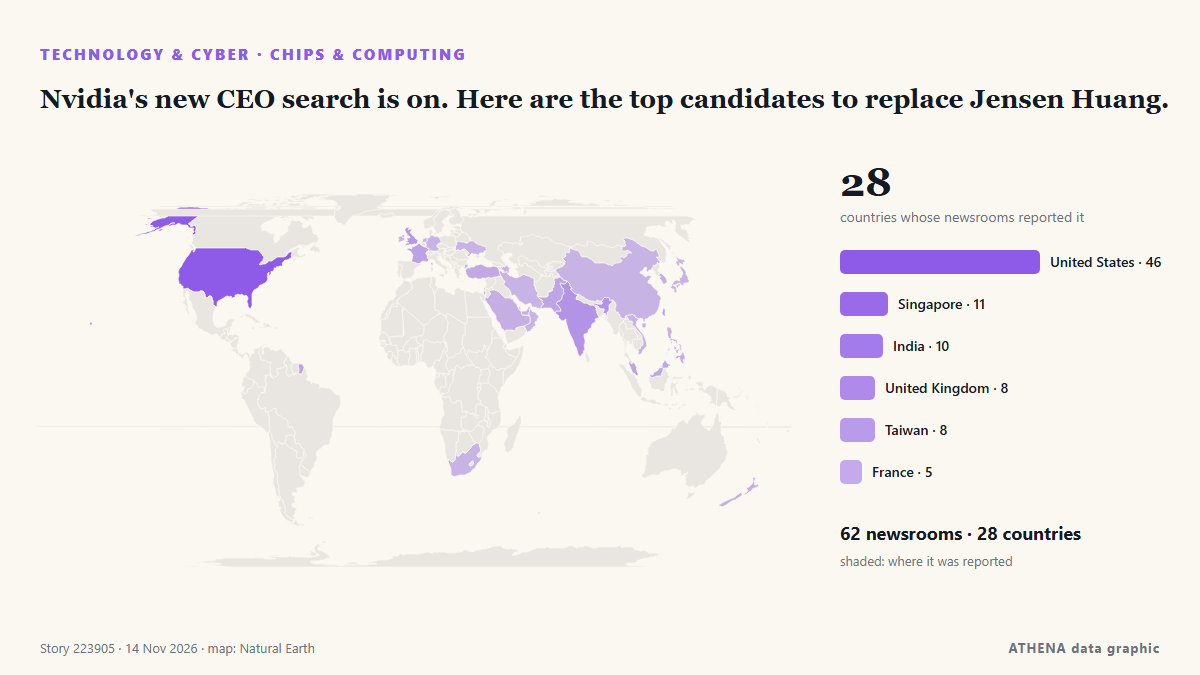 TECHNOLOGY & CYBER · CHIPS & COMPUTING
Nvidia's new CEO search is on. Here are the top candidates to replace Jensen Huang.
28
countries whose newsrooms reported it
United States · 46
Singapore · 11
India · 10
United Kingdom · 8
Taiwan · 8
France · 5
62 newsrooms · 28 countries
shaded: where it was reported
Story 223905 · 14 Nov 2026 · map: Natural Earth
ATHENA data graphic